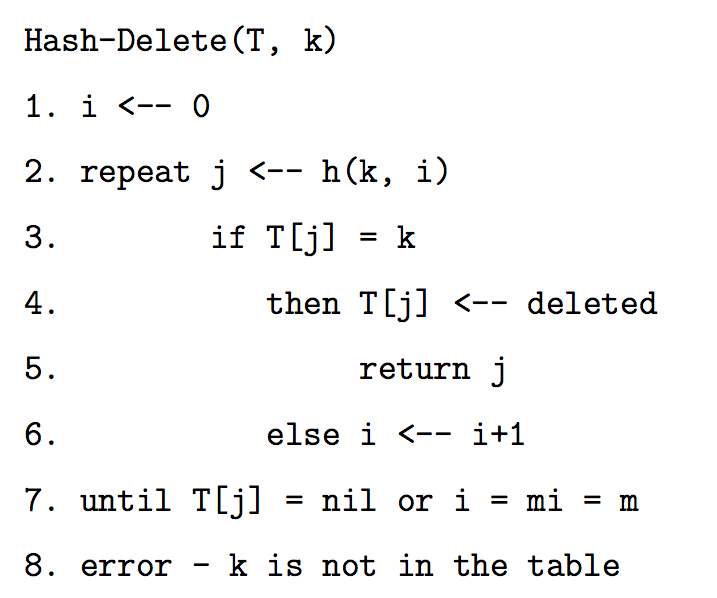 Hash-Delete(T, k)
1. i <-- 0
2. repeat j <-- h(k, i)
3. if T[j] = k
4. then T[j] <-- deleted
5. return j
6. else i <-- i+1
7. until T[j] = nil or i = mi = m
8. error - k is not in the table